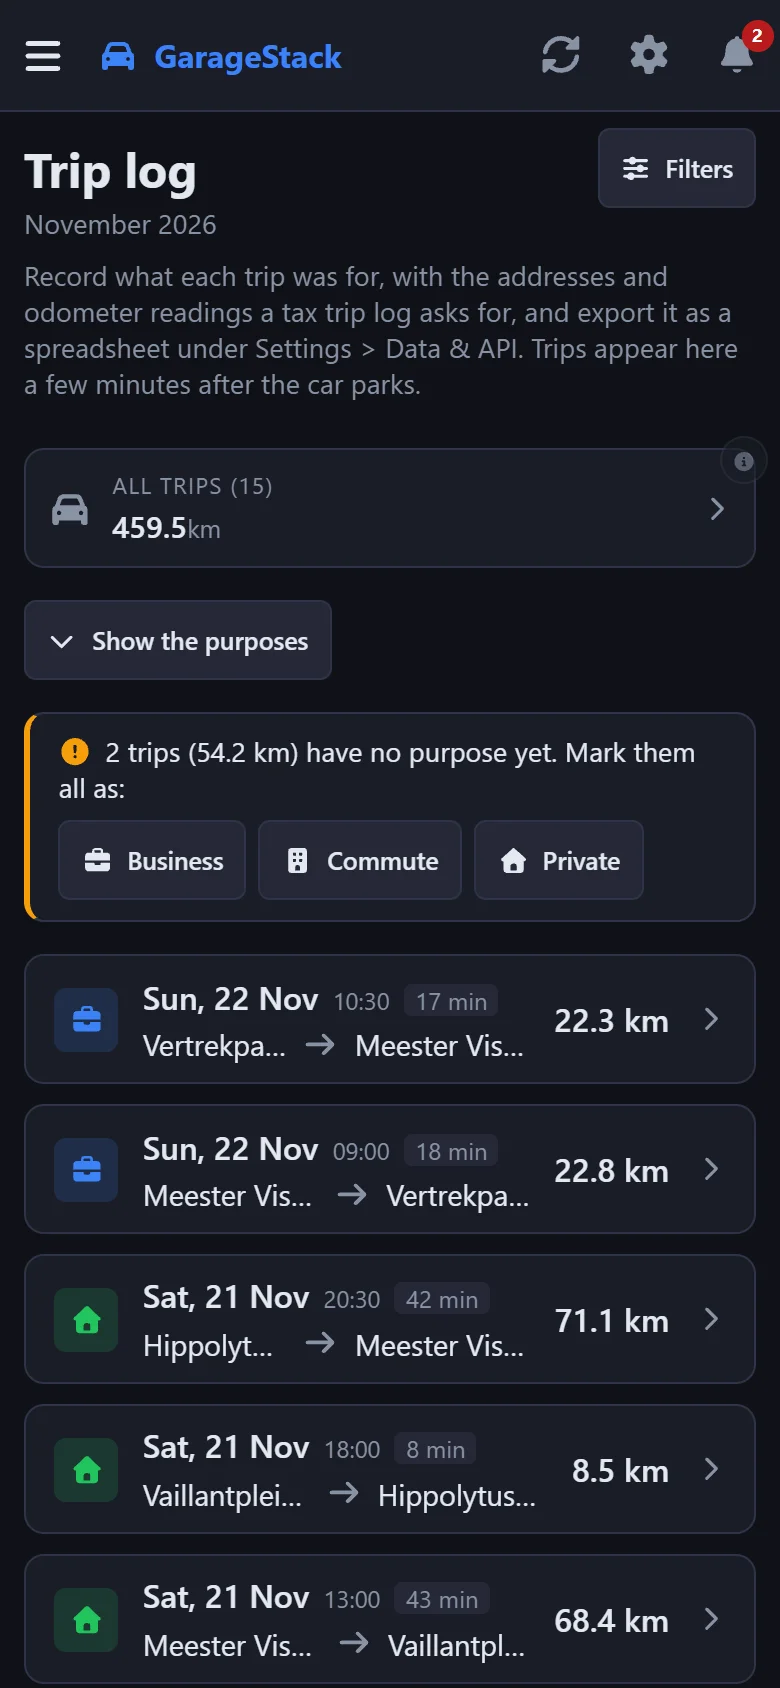 GarageStack
2
Trip log
Filters
November 2026
Record what each trip was for, with the addresses and
odometer readings a tax trip log asks for, and export it as a
spreadsheet under Settings > Data & API. Trips appear here
a few minutes after the car parks.
ALL TRIPS (15)
459.5km
Show the purposes
2 trips (54.2 km) have no purpose yet. Mark them
all as:
Business Commute Private
Sun, 22 Nov 10:30 17 min
Vertrekpa... → Meester Vis...
22.3 km
Sun, 22 Nov 09:00 18 min
Meester Vis... → Vertrekpa...
22.8 km
Sat, 21 Nov 20:30 42 min
Hippolyt... → Meester Vis...
71.1 km
Sat, 21 Nov 18:00 8 min
Vaillantplei... → Hippolytus...
8.5 km
Sat, 21 Nov 13:00 43 min
Meester Vis... → Vaillantpl...
68.4 km